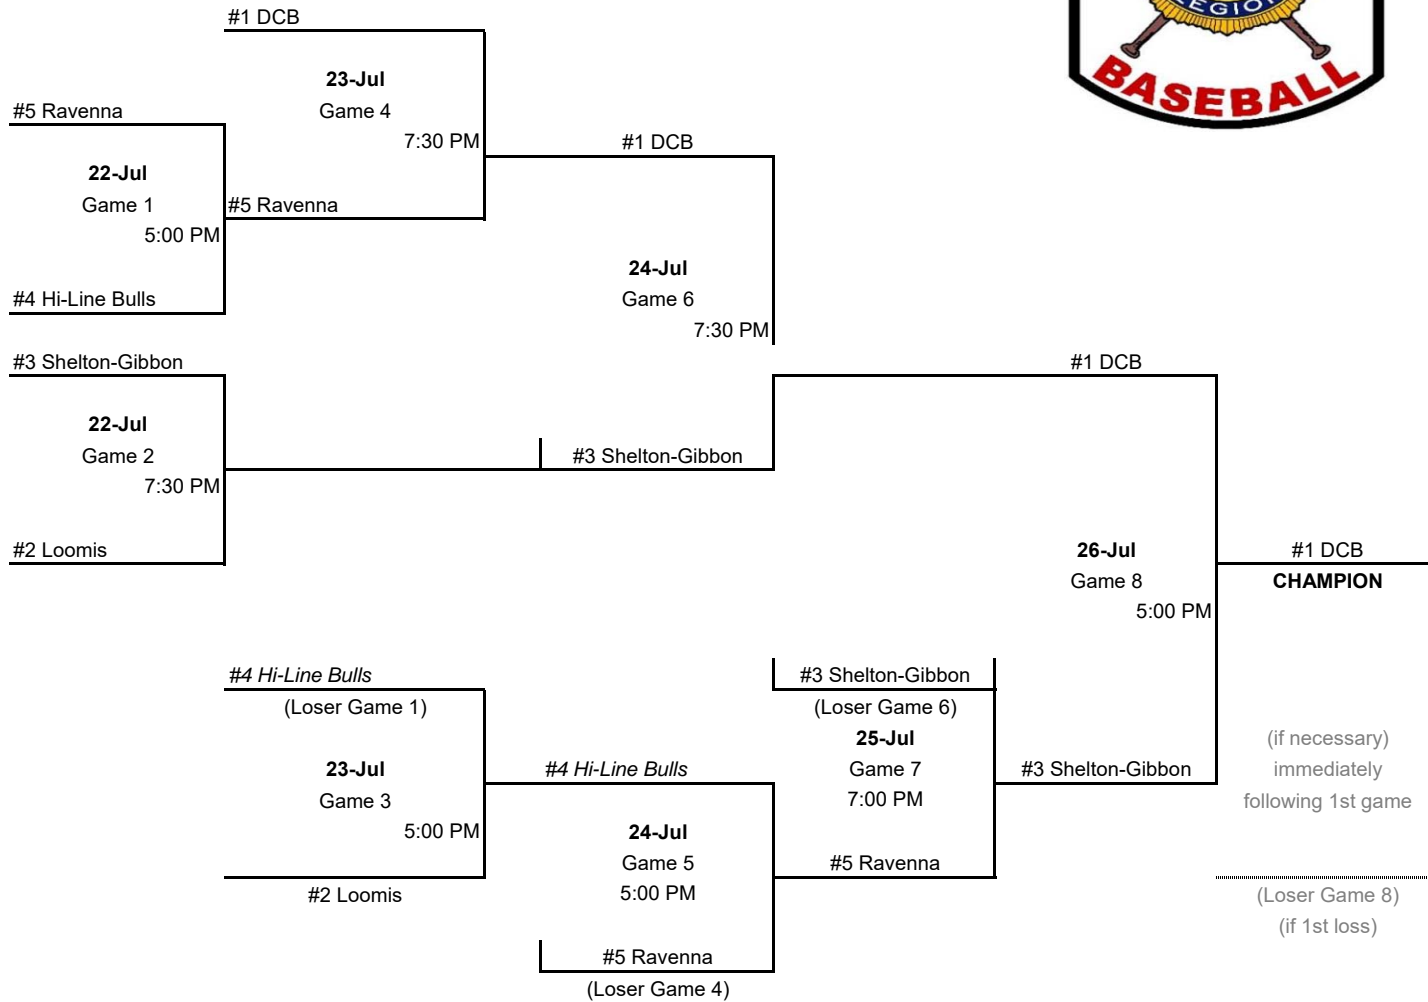 LEGION
BASEBALL
#1 DCB
23-Jul
Game 4
7:30 PM
#5 Ravenna
22-Jul
Game 1
5:00 PM
#5 Ravenna
#4 Hi-Line Bulls
#1 DCB
24-Jul
Game 6
7:30 PM
#3 Shelton-Gibbon
22-Jul
Game 2
7:30 PM
#2 Loomis
#3 Shelton-Gibbon
#1 DCB
26-Jul
Game 8
5:00 PM
#1 DCB
CHAMPION
#4 Hi-Line Bulls
(Loser Game 1)
23-Jul
Game 3
5:00 PM
#2 Loomis
#4 Hi-Line Bulls
24-Jul
Game 5
5:00 PM
#5 Ravenna
(Loser Game 4)
#3 Shelton-Gibbon
(Loser Game 6)
25-Jul
Game 7
7:00 PM
#5 Ravenna
#3 Shelton-Gibbon
(if necessary)
immediately
following 1st game
(Loser Game 8)
(if 1st loss)